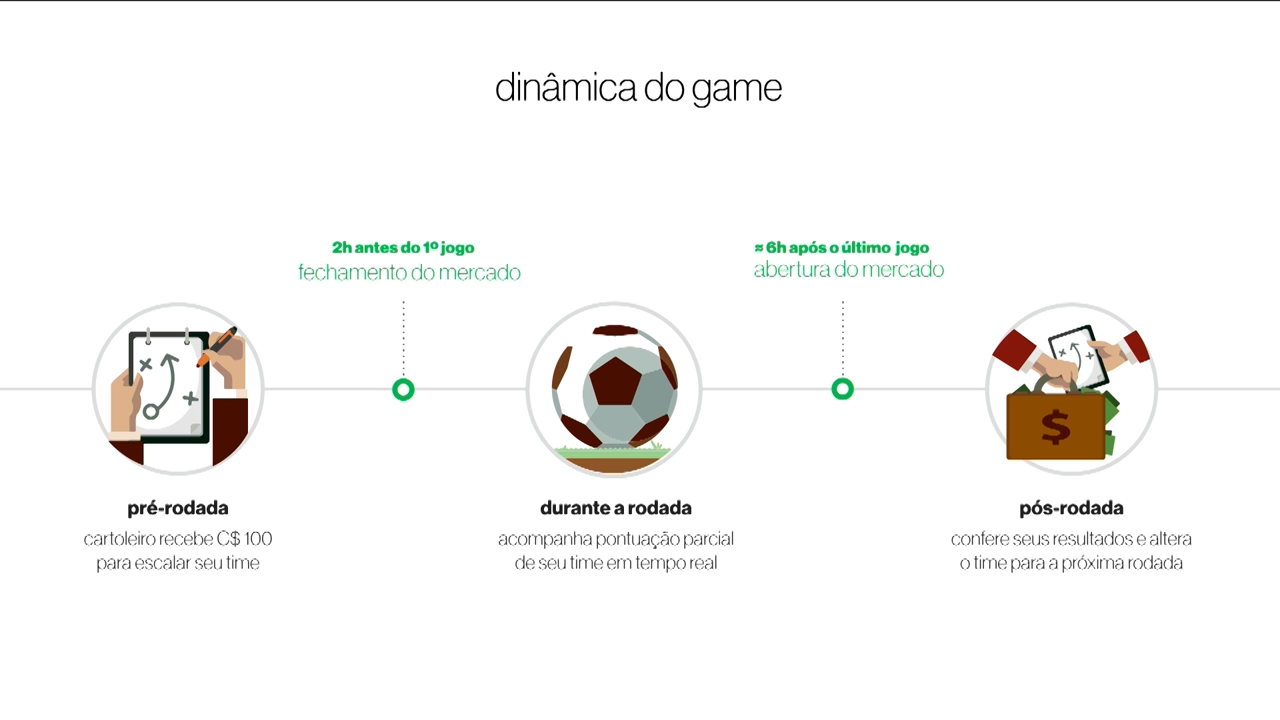 dinâmica do game
2h antes do 1º jogo
fechamento do mercado
≈ 6h após o último jogo
abertura do mercado
$
pré-rodada
cartoleiro recebe C$ 100
para escalar seu time
durante a rodada
acompanha pontuação parcial
de seu time em tempo real
pós-rodada
confere seus resultados e altera
o time para a próxima rodada